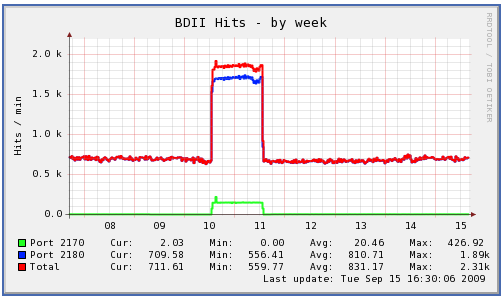 BDII Hits - by week
RRDTOOL / TOBI OETIKER
Hits / min
2.0 k
1.5 k
1.0 k
0.5 k
0.0
08 09 10 11 12 13 14 15
Port 2170 Cur: 2.03 Min: 0.00 Avg: 20.46 Max: 426.92
Port 2180 Cur: 709.58 Min: 556.41 Avg: 810.71 Max: 1.89k
Total Cur: 711.61 Min: 559.77 Avg: 831.17 Max: 2.31k
Last update: Tue Sep 15 16:30:06 2009